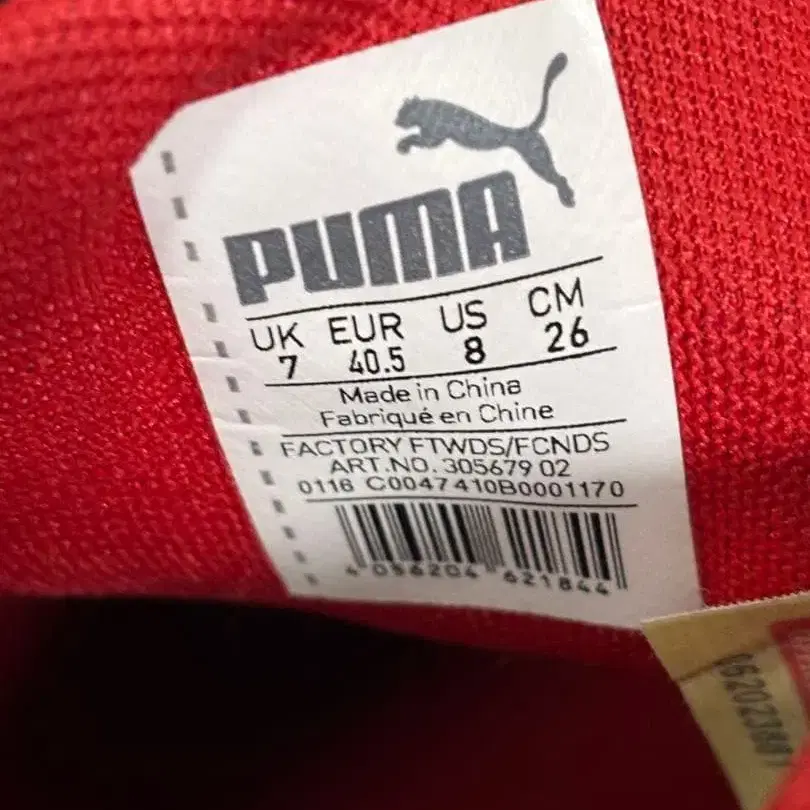 PUMA
UK EUR US CM
7 40.5 8 26
Made in China
Fabriqué en Chine
FACTORY FTWDS/FCNDS
ART.NO. 305679 02
0116 C0047410B0001170
4 056204 621844